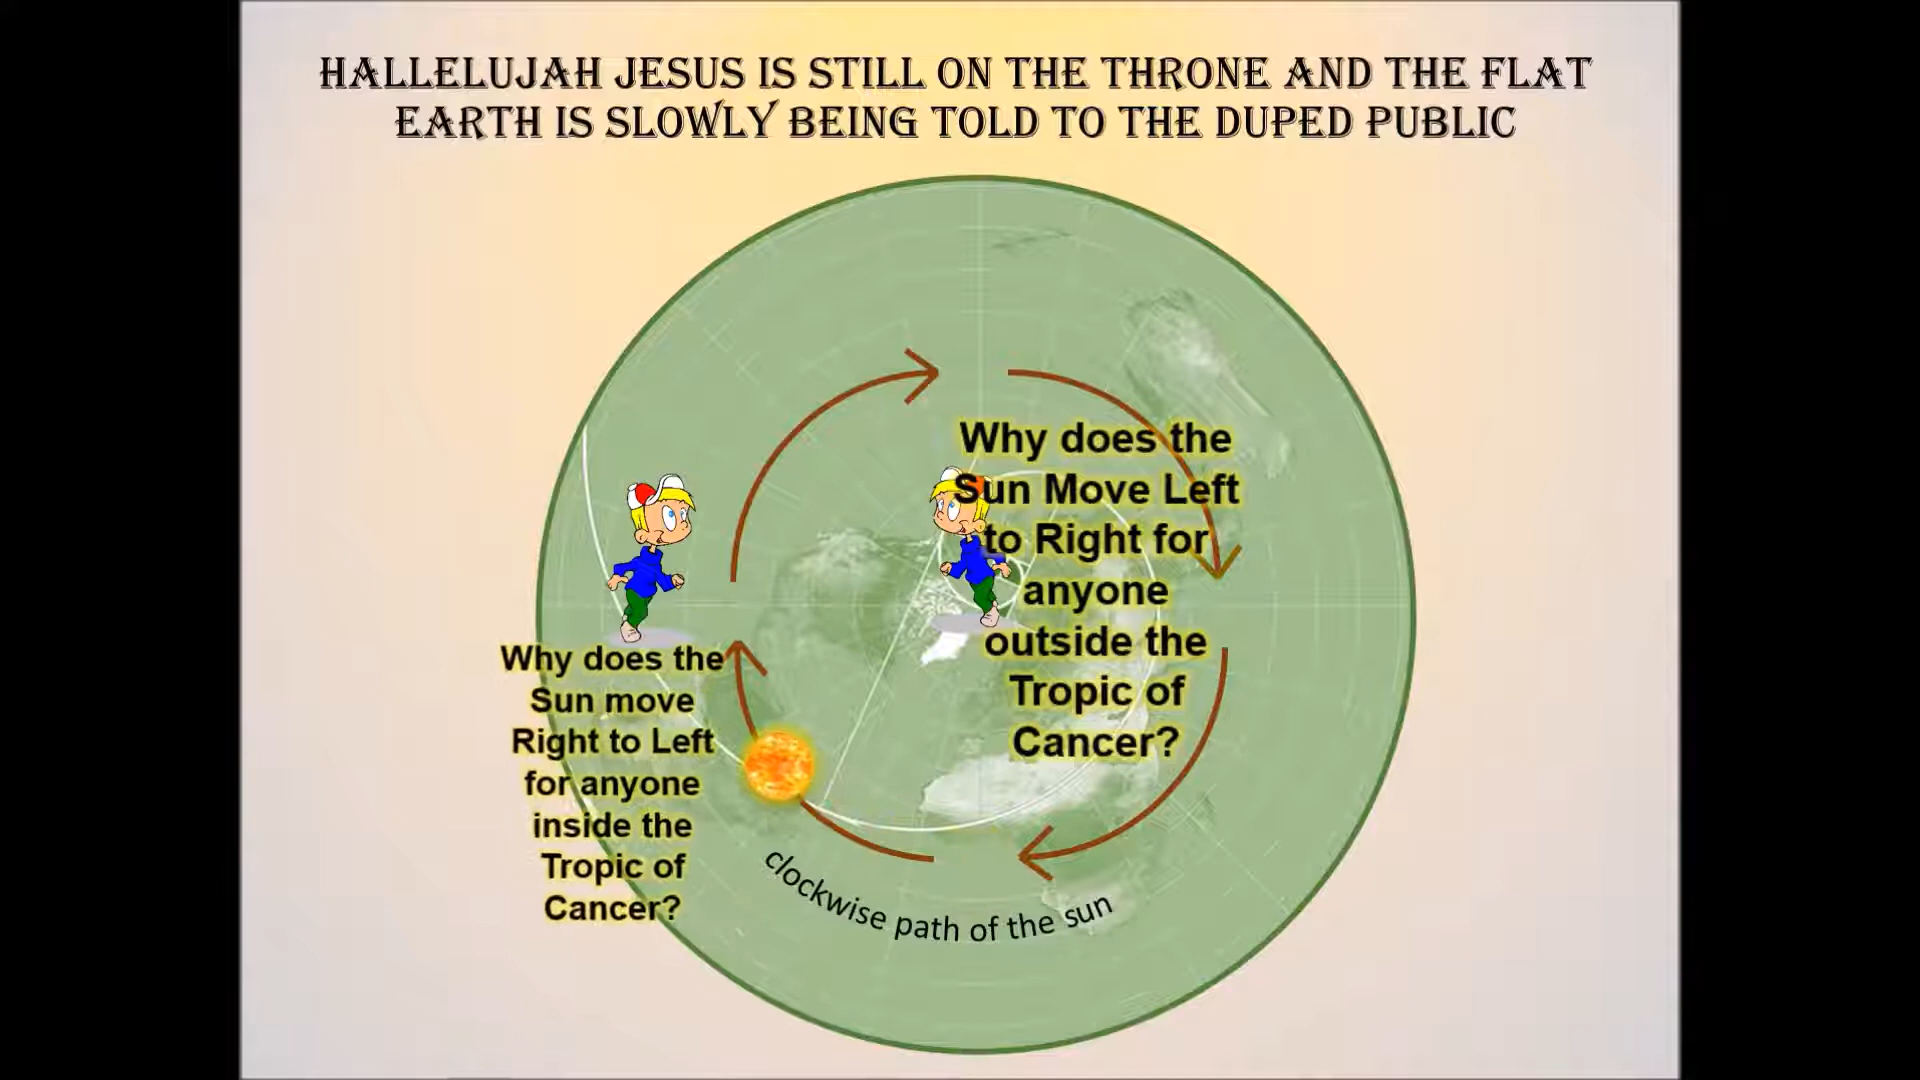 HALLELUJAH JESUS IS STILL ON THE THRONE AND THE FLAT
EARTH IS SLOWLY BEING TOLD TO THE DUPED PUBLIC
Why does the
Sun Move Left
to Right for
anyone
outside the
Tropic of
Cancer?
Why does the
Sun move
Right to Left
for anyone
inside the
Tropic of
Cancer?
clockwise path of the sun